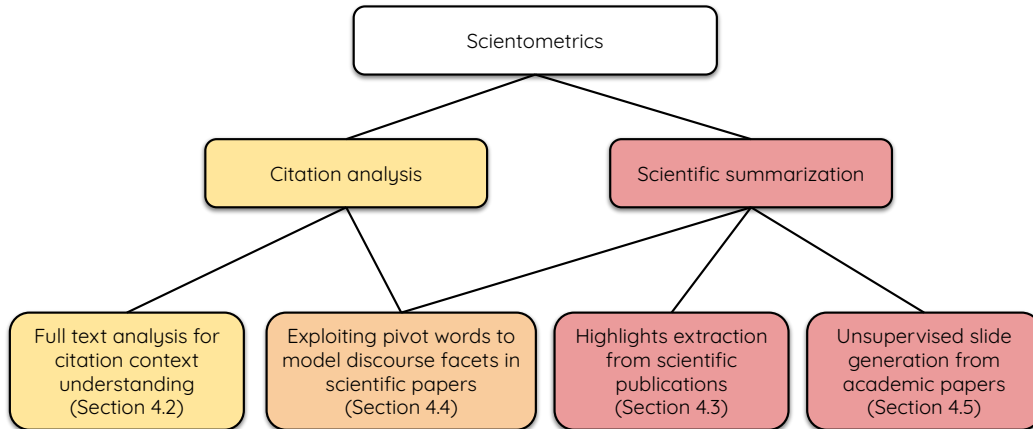 Scientometrics
Citation analysis
Scientific summarization
Full text analysis for
citation context
understanding
(Section 4.2)
Exploiting pivot words to
model discourse facets in
scientific papers
(Section 4.4)
Highlights extraction
from scientific
publications
(Section 4.3)
Unsupervised slide
generation from
academic papers
(Section 4.5)